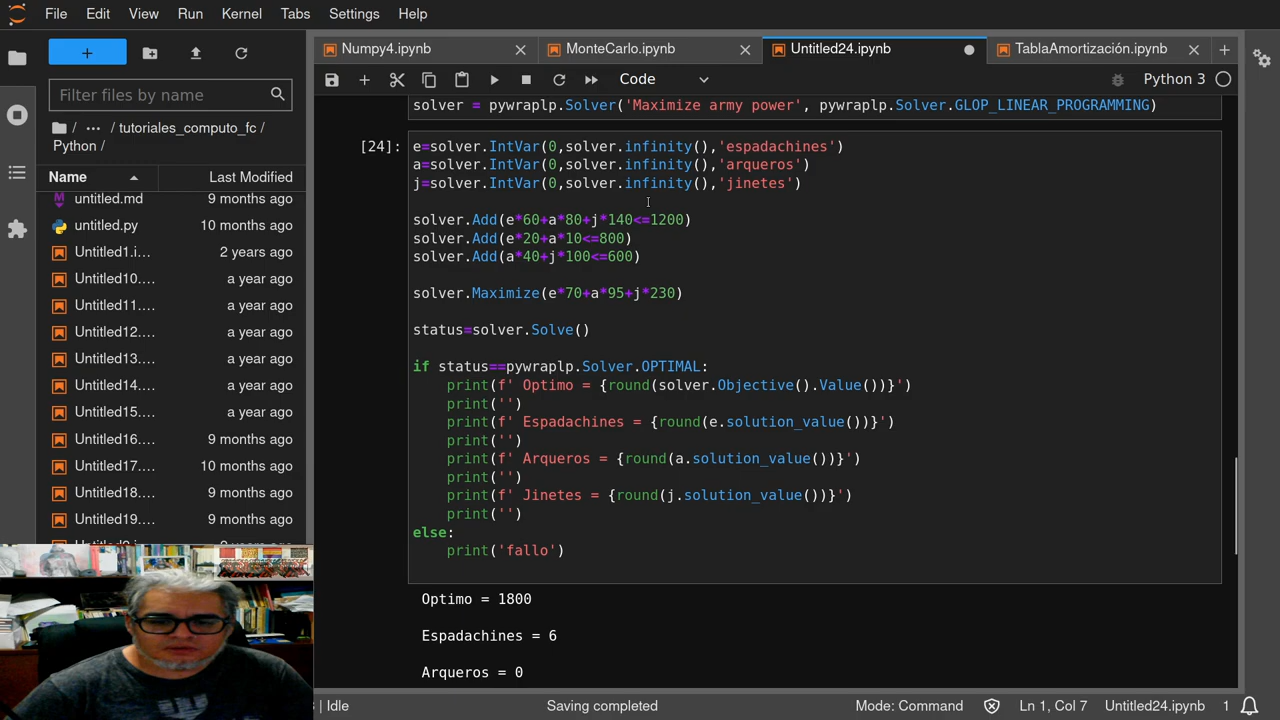 File Edit View Run Kernel Tabs Settings Help
Numpy4.ipynb MonteCarlo.ipynb Untitled24.ipynb TablaAmortización.ipynb
Code Python 3
Filter files by name
/ ... / tutoriales_computo_fc /
Python /
Name Last Modified
untitled.md 9 months ago
untitled.py 10 months ago
Untitled1.i… 2 years ago
Untitled10.… a year ago
Untitled11.… a year ago
Untitled12.… a year ago
Untitled13.… a year ago
Untitled14.… a year ago
Untitled15.… a year ago
Untitled16.… 9 months ago
Untitled17.… 10 months ago
Untitled18.… 9 months ago
Untitled19.… 9 months ago
solver = pywraplp.Solver('Maximize army power', pywraplp.Solver.GLOP_LINEAR_PROGRAMMING)
[24]:
e=solver.IntVar(0,solver.infinity(),'espadachines')
a=solver.IntVar(0,solver.infinity(),'arqueros')
j=solver.IntVar(0,solver.infinity(),'jinetes')
solver.Add(e*60+a*80+j*140<=1200)
solver.Add(e*20+a*10<=800)
solver.Add(a*40+j*100<=600)
solver.Maximize(e*70+a*95+j*230)
status=solver.Solve()
if status==pywraplp.Solver.OPTIMAL:
    print(f' Optimo = {round(solver.Objective().Value())}')
    print('')
    print(f' Espadachines = {round(e.solution_value())}')
    print('')
    print(f' Arqueros = {round(a.solution_value())}')
    print('')
    print(f' Jinetes = {round(j.solution_value())}')
    print('')
else:
    print('fallo')
Optimo = 1800
Espadachines = 6
Arqueros = 0
| Idle Saving completed Mode: Command Ln 1, Col 7 Untitled24.ipynb 1